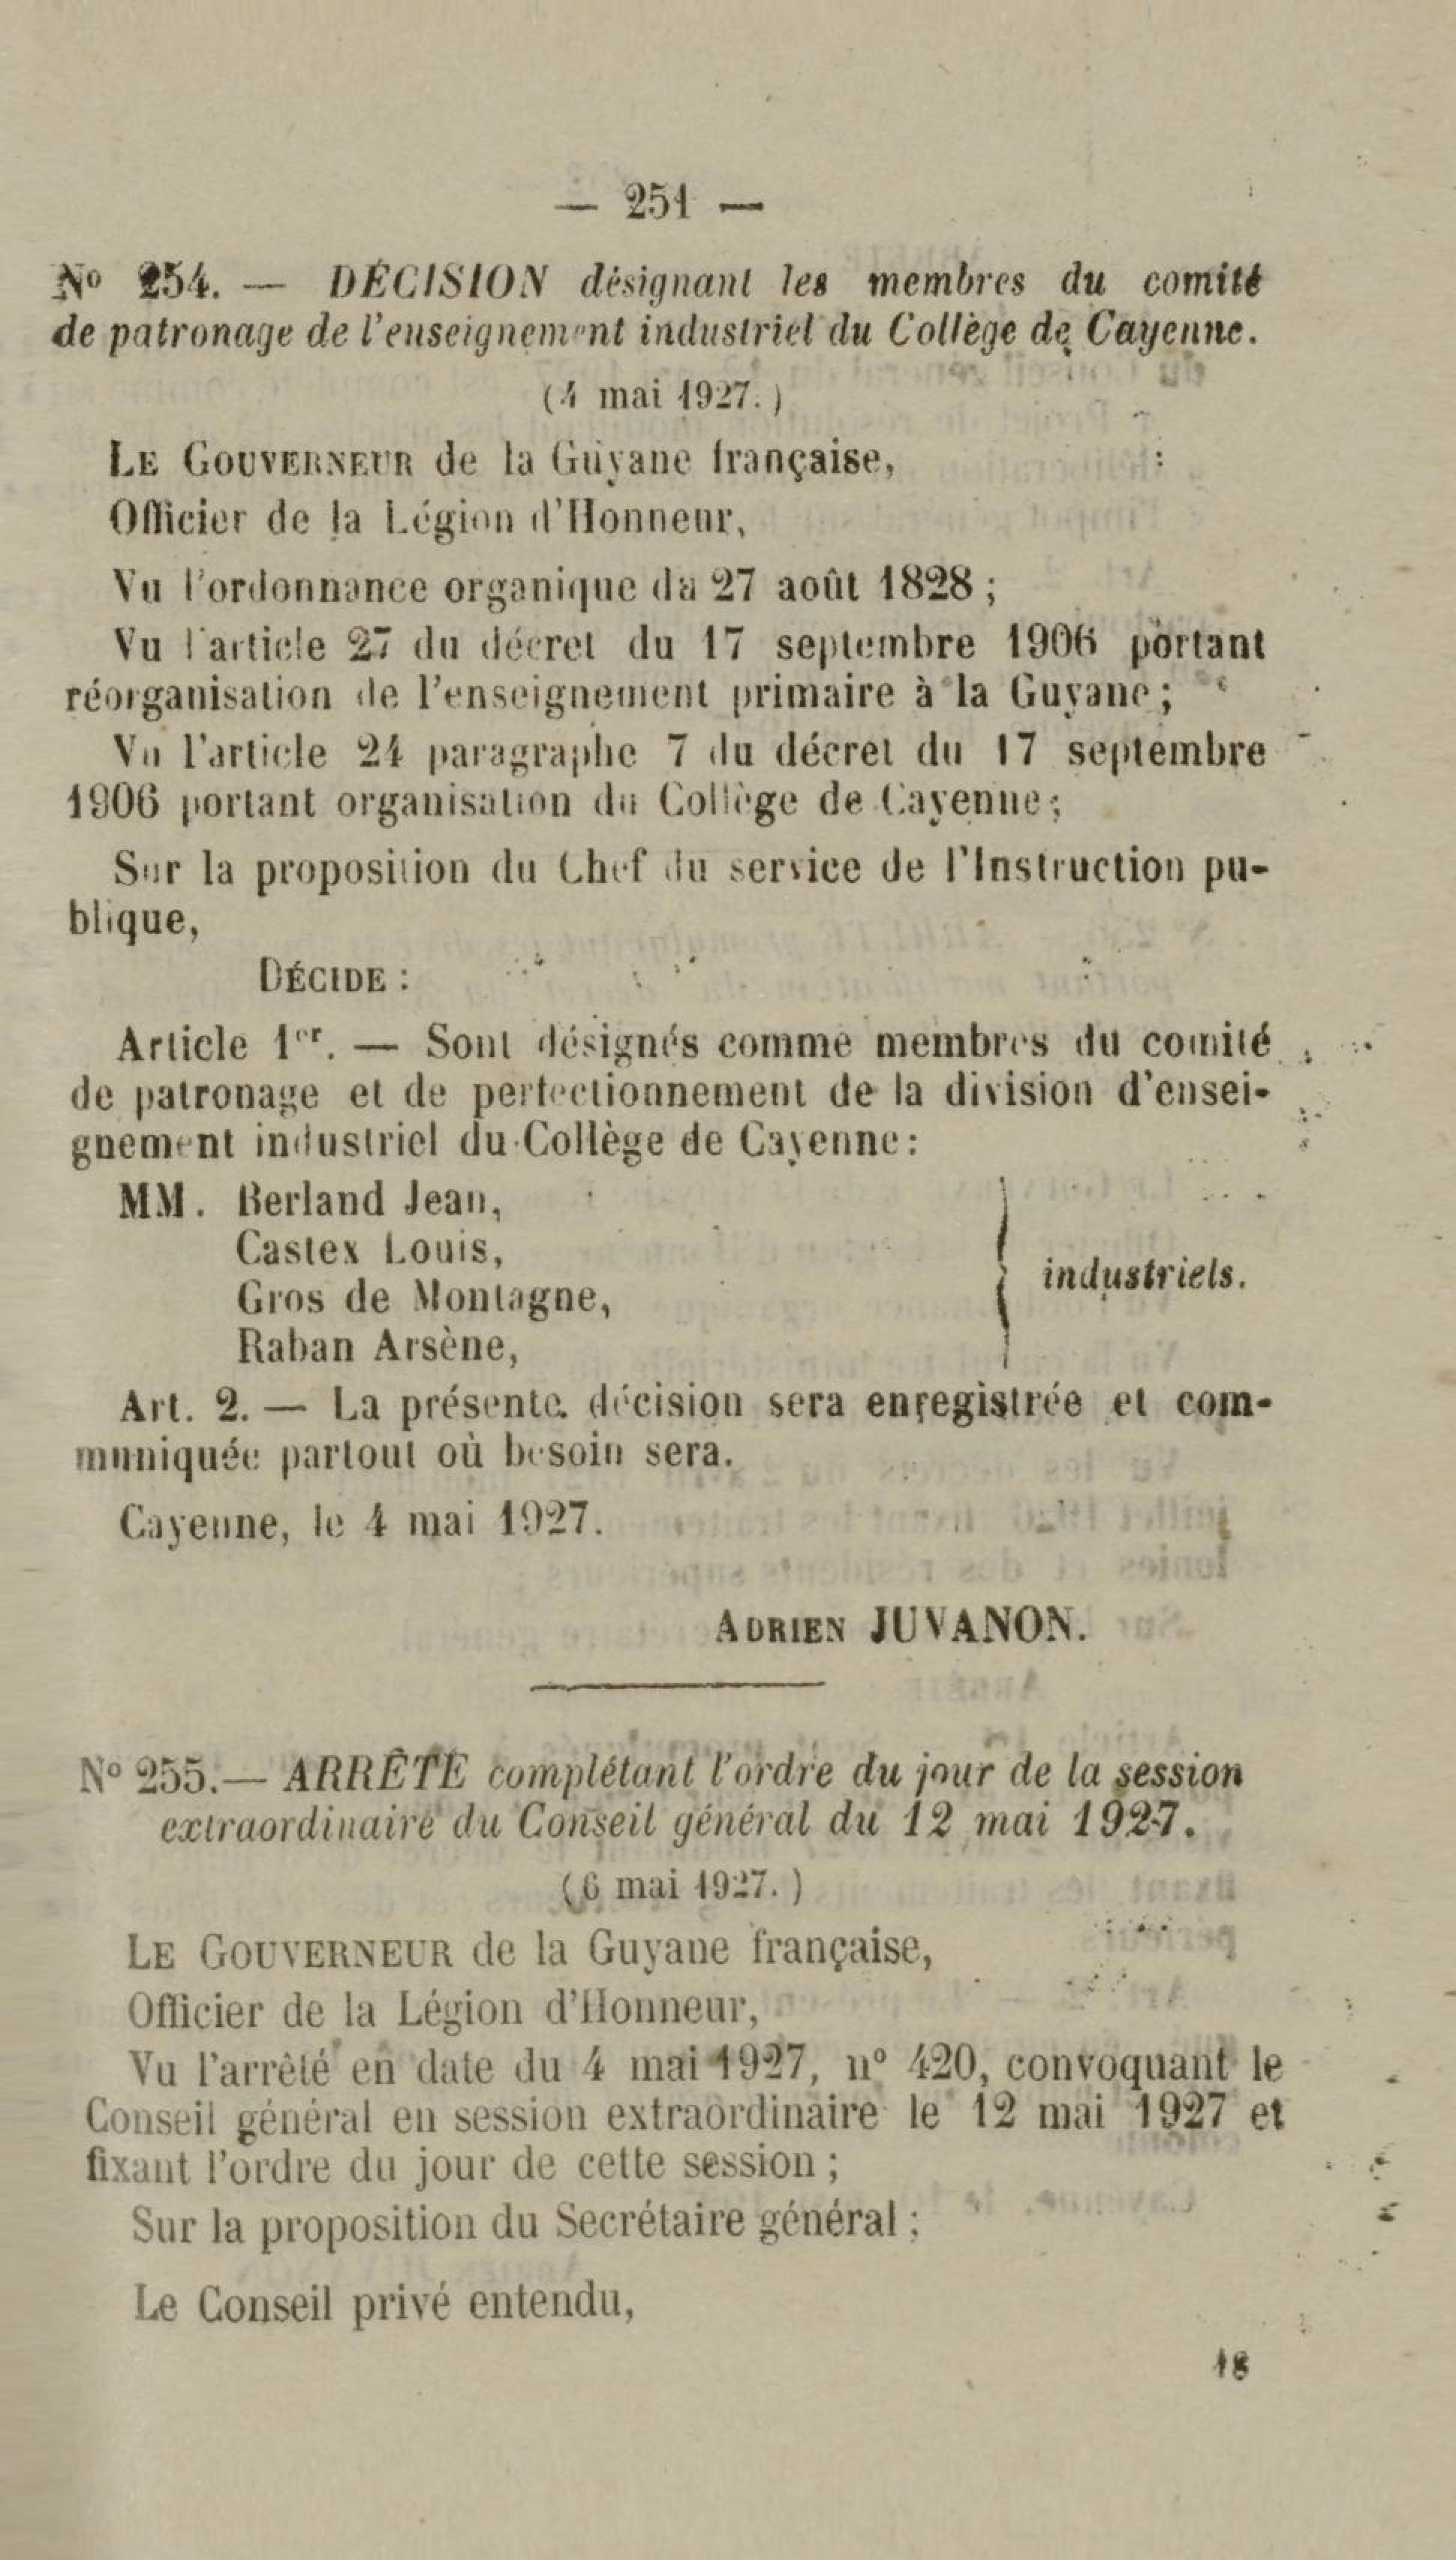 — 251 —
Nº 254. — DÉCISION désignant les membres du comité
de patronage de l'enseignement industriel du Collège de Cayenne.
(4 mai 1927.)
LE GOUVERNEUR de la Guyane française,
Officier de la Légion d'Honneur,
Vu l'ordonnance organique du 27 août 1828 ;
Vu l'article 27 du décret du 17 septembre 1906 portant
réorganisation de l'enseignement primaire à la Guyane ;
Vu l'article 24 paragraphe 7 du décret du 17 septembre
1906 portant organisation du Collège de Cayenne ;
Sur la proposition du Chef du service de l'Instruction pu-
blique,
DÉCIDE :
Article 1er. — Sont désignés comme membres du comité
de patronage et de perfectionnement de la division d'ensei-
gnement industriel du Collège de Cayenne :
MM. Berland Jean,
Castex Louis,
Gros de Montagne,
industriels.
Raban Arsène,
Art. 2. — La présente décision sera enregistrée et com-
muniquée partout où besoin sera.
Cayenne, le 4 mai 1927.
ADRIEN JUVANON.
Nº 255. — ARRÊTÉ complétant l'ordre du jour de la session
extraordinaire du Conseil général du 12 mai 1927.
(6 mai 1927.)
LE GOUVERNEUR de la Guyane française,
Officier de la Légion d'Honneur,
Vu l'arrêté en date du 4 mai 1927, nº 420, convoquant le
Conseil général en session extraordinaire le 12 mai 1927 et
fixant l'ordre du jour de cette session ;
Sur la proposition du Secrétaire général ;
Le Conseil privé entendu,
18